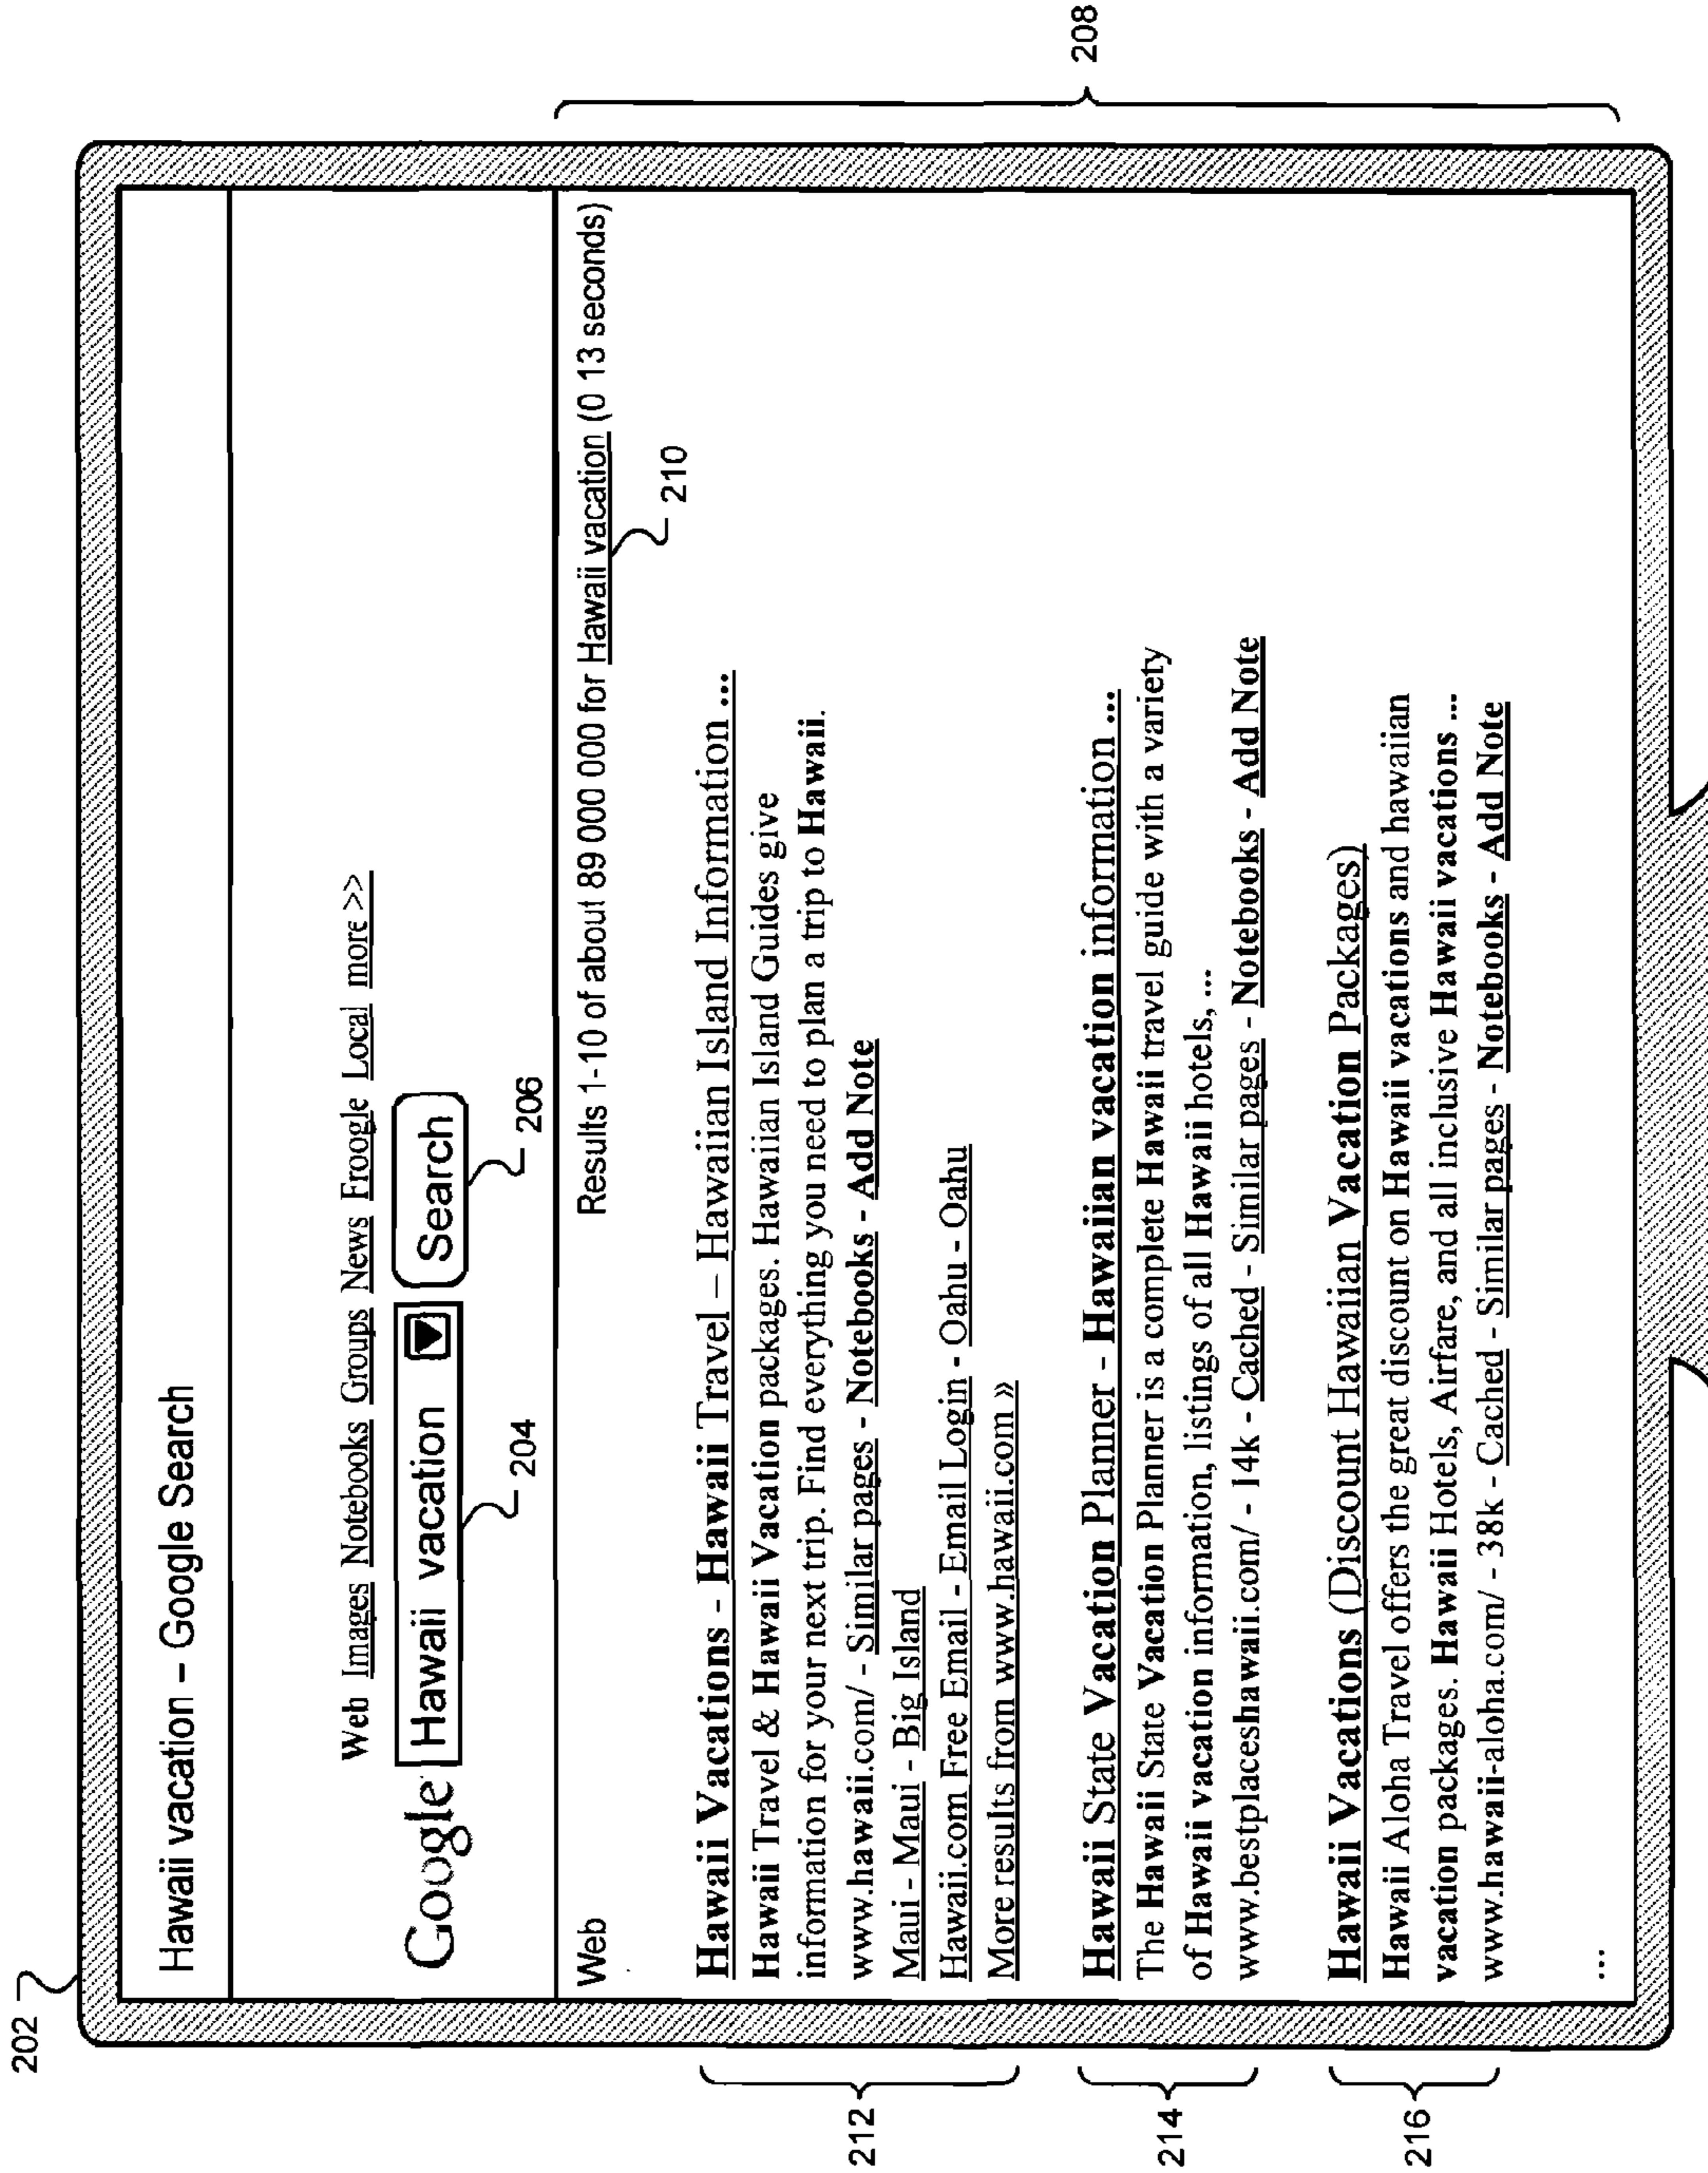 202
Hawaii vacation – Google Search
Web Images Notebooks Groups News Froogle Local more >>
Google Hawaii vacation Search
204
206
Web
Results 1-10 of about 89 000 000 for Hawaii vacation (0 13 seconds)
210
208
Hawaii Vacations - Hawaii Travel – Hawaiian Island Information ...
Hawaii Travel & Hawaii Vacation packages. Hawaiian Island Guides give
information for your next trip. Find everything you need to plan a trip to Hawaii.
www.hawaii.com/ - Similar pages - Notebooks - Add Note
Maui - Maui - Big Island
Hawaii.com Free Email - Email Login - Oahu - Oahu
More results from www.hawaii.com »
212
Hawaii State Vacation Planner - Hawaiian vacation information ...
The Hawaii State Vacation Planner is a complete Hawaii travel guide with a variety
of Hawaii vacation information, listings of all Hawaii hotels, ...
www.bestplaceshawaii.com/ - 14k - Cached - Similar pages - Notebooks - Add Note
214
Hawaii Vacations (Discount Hawaiian Vacation Packages)
Hawaii Aloha Travel offers the great discount on Hawaii vacations and hawaiian
vacation packages. Hawaii Hotels, Airfare, and all inclusive Hawaii vacations ...
www.hawaii-aloha.com/ - 38k - Cached - Similar pages - Notebooks - Add Note
216
...